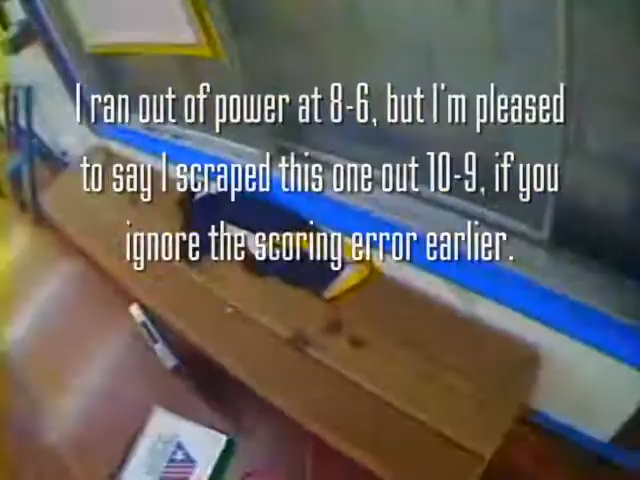 I ran out of power at 8-6, but I'm pleased
to say I scraped this one out 10-9, if you
ignore the scoring error earlier.